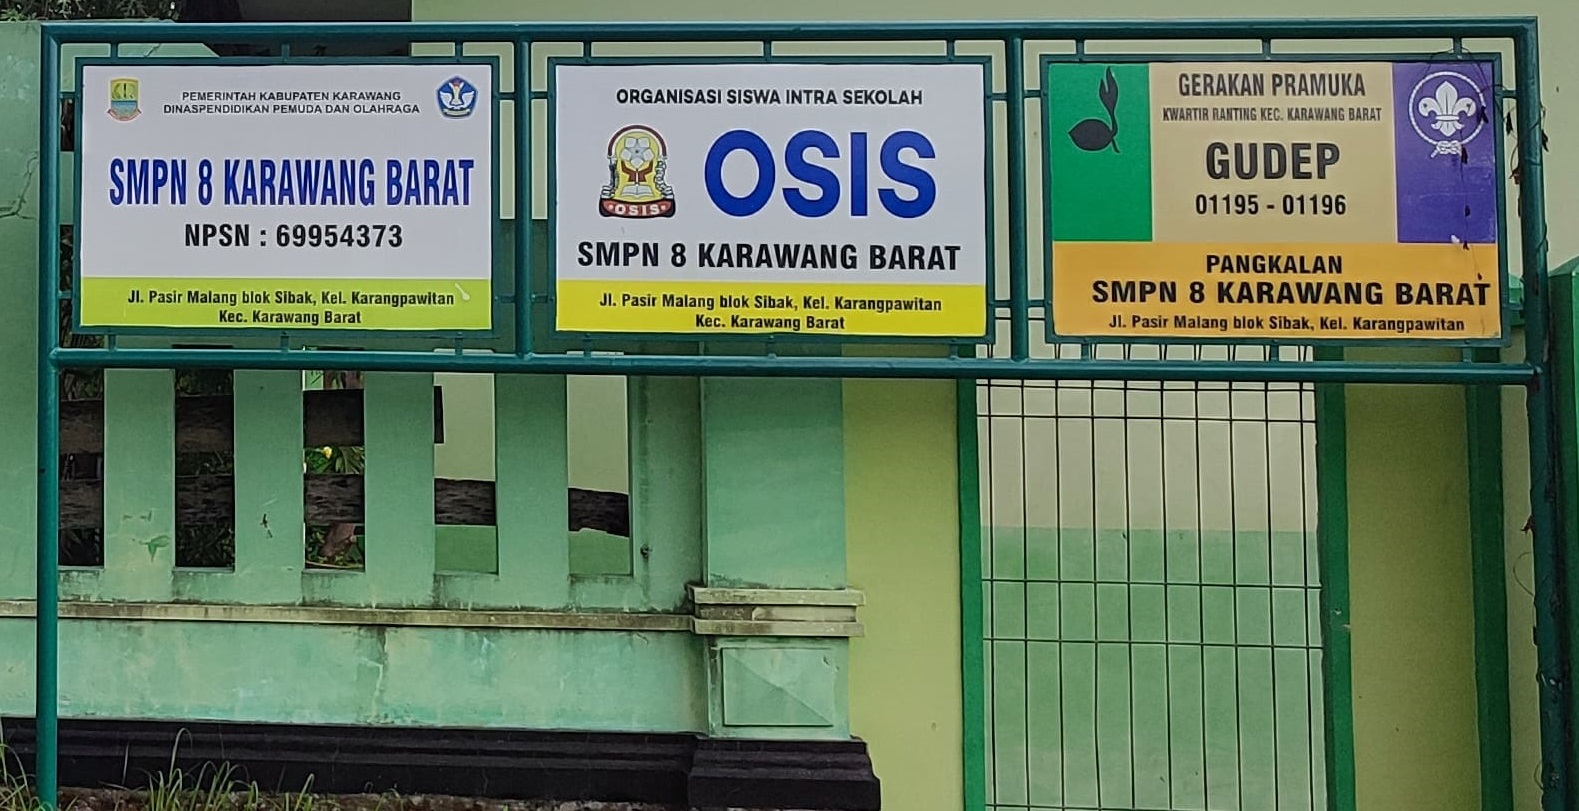 PEMERINTAH KABUPATEN KARAWANG
DINASPENDIDIKAN PEMUDA DAN OLAHRAGA
SMPN 8 KARAWANG BARAT
NPSN : 69954373
Jl. Pasir Malang blok Sibak, Kel. Karangpawitan
Kec. Karawang Barat
ORGANISASI SISWA INTRA SEKOLAH
OSIS
OSIS
SMPN 8 KARAWANG BARAT
Jl. Pasir Malang blok Sibak, Kel. Karangpawitan
Kec. Karawang Barat
GERAKAN PRAMUKA
KWARTIR RANTING KEC. KARAWANG BARAT
GUDEP
01195 - 01196
PANGKALAN
SMPN 8 KARAWANG BARAT
Jl. Pasir Malang blok Sibak, Kel. Karangpawitan